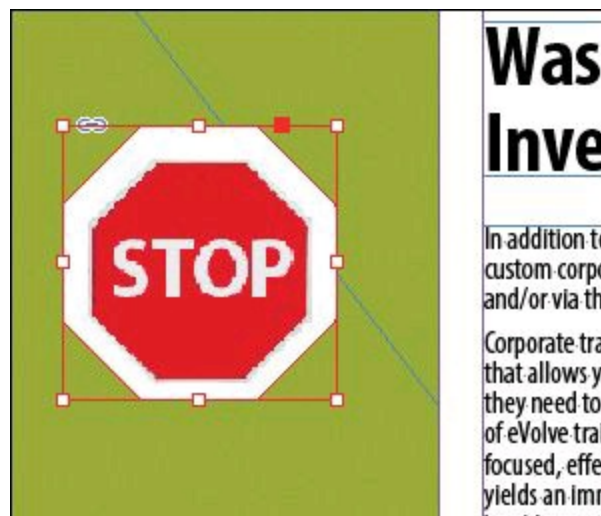 STOP
Was
Inve
In addition to
custom corpo
and/or via th
Corporate tra
that allows y
they need to
of eVolve trai
focused, effe
yields an imm